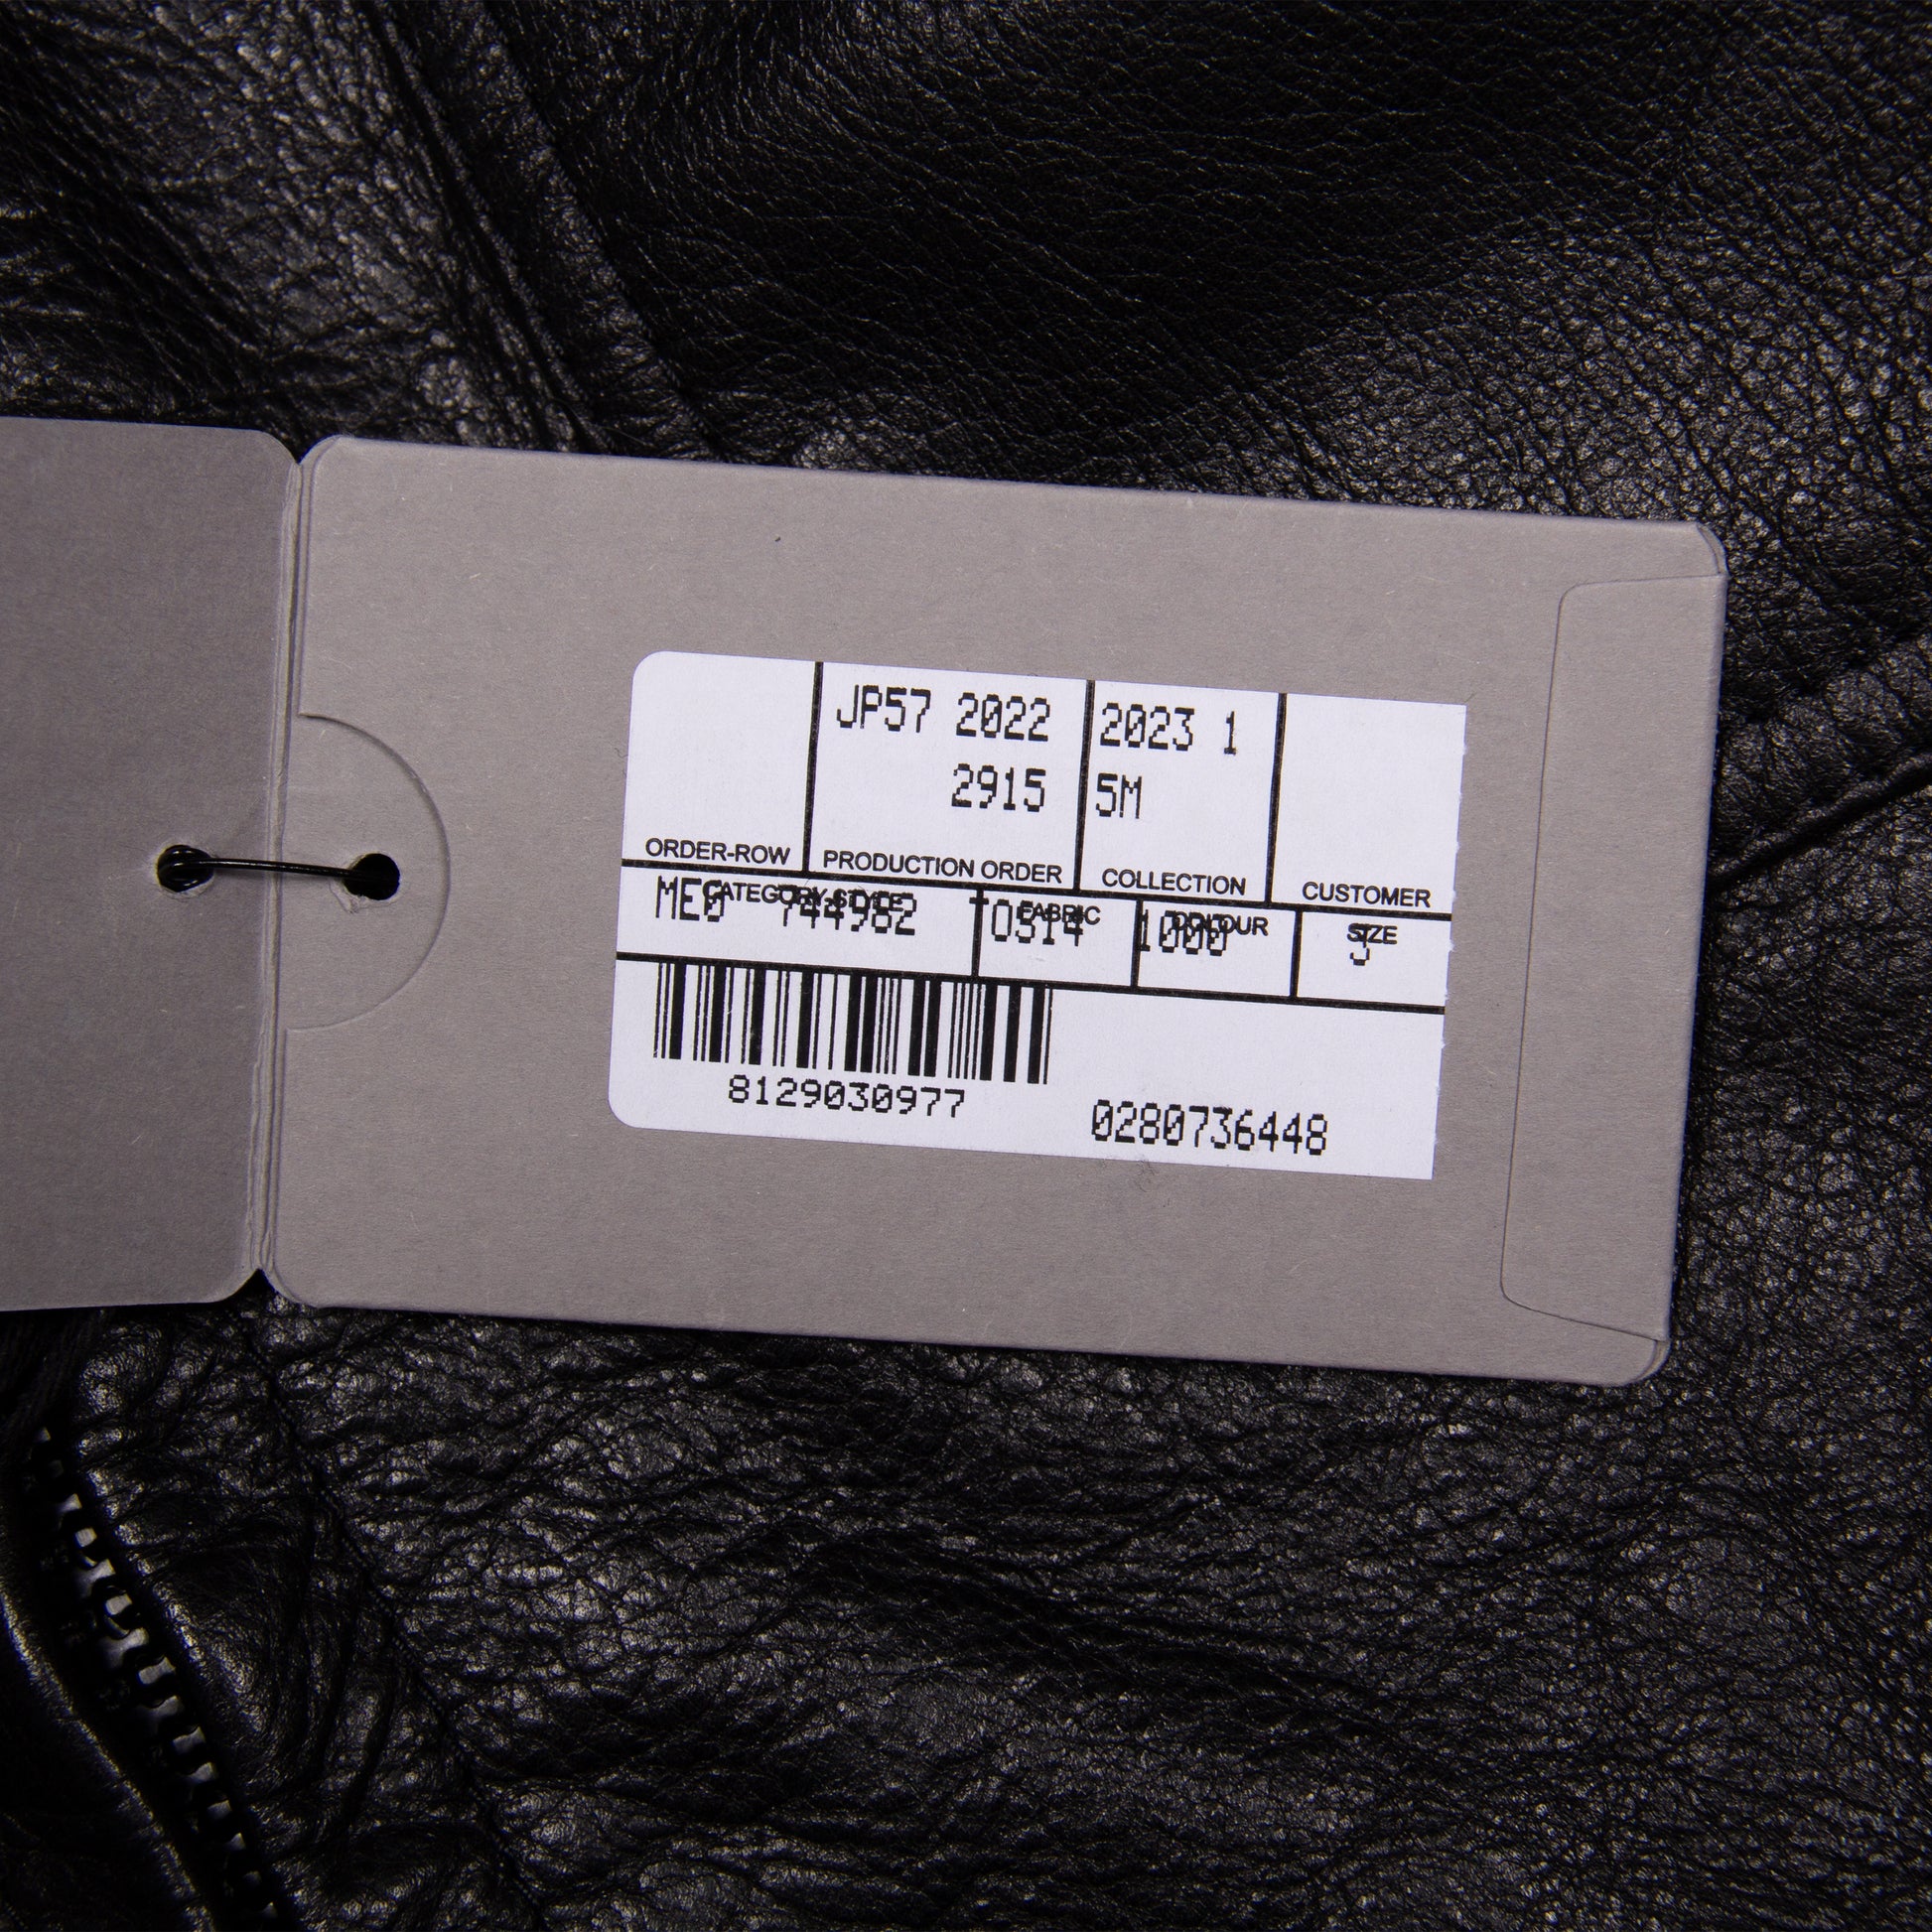 JP57 2022
2915
2023 1
5M
ORDER-ROW
PRODUCTION ORDER
COLLECTION
CUSTOMER
CATEGORY-STYLE
ME0 744982
FABRIC
T0314
COLOUR
1000
SIZE
8129030977
0280736448